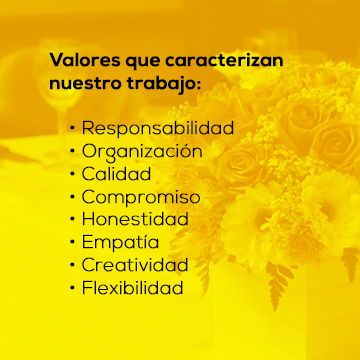 Valores que caracterizan
nuestro trabajo:
• Responsabilidad
• Organización
• Calidad
• Compromiso
• Honestidad
• Empatía
• Creatividad
• Flexibilidad